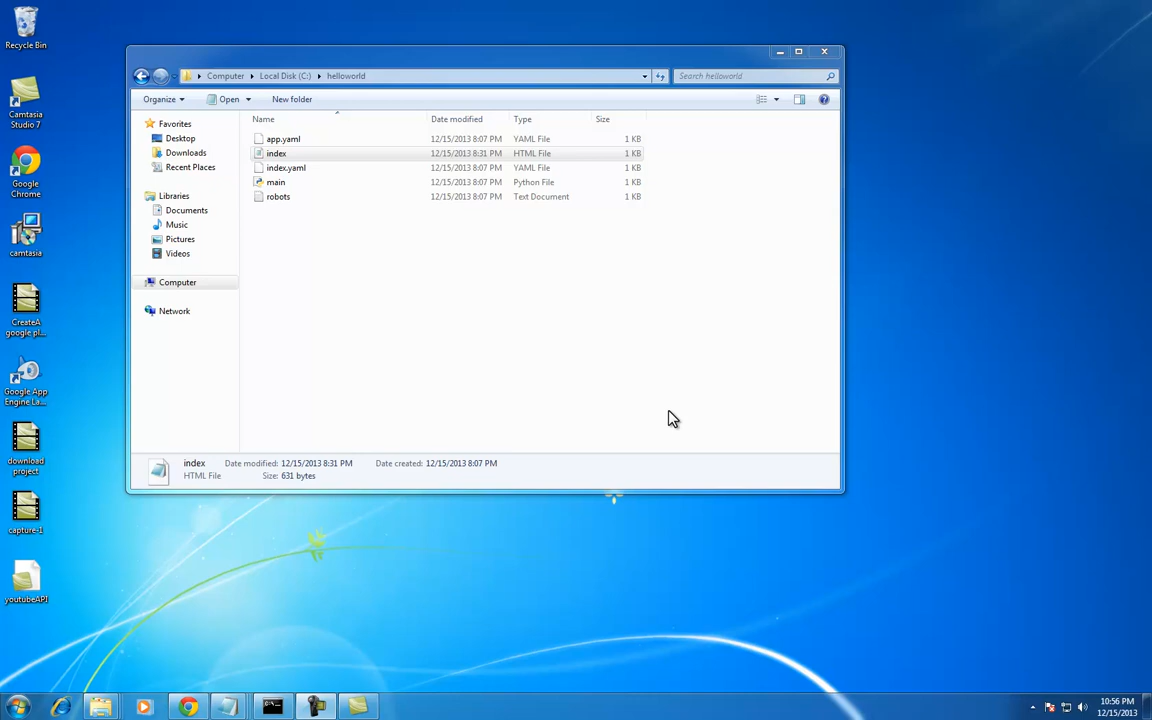 Recycle Bin
Camtasia
Studio 7
Google
Chrome
camtasia
CreateA
google pl...
Google App
Engine La...
download
project
capture-1
youtubeAPI
Computer Local Disk (C:) helloworld
Search helloworld
Organize Open New folder
Favorites
Desktop
Downloads
Recent Places
Libraries
Documents
Music
Pictures
Videos
Computer
Network
Name Date modified Type Size
app.yaml 12/15/2013 8:07 PM YAML File 1 KB
index 12/15/2013 8:31 PM HTML File 1 KB
index.yaml 12/15/2013 8:07 PM YAML File 1 KB
main 12/15/2013 8:07 PM Python File 1 KB
robots 12/15/2013 8:07 PM Text Document 1 KB
index Date modified: 12/15/2013 8:31 PM Date created: 12/15/2013 8:07 PM
HTML File Size: 631 bytes
10:56 PM
12/15/2013